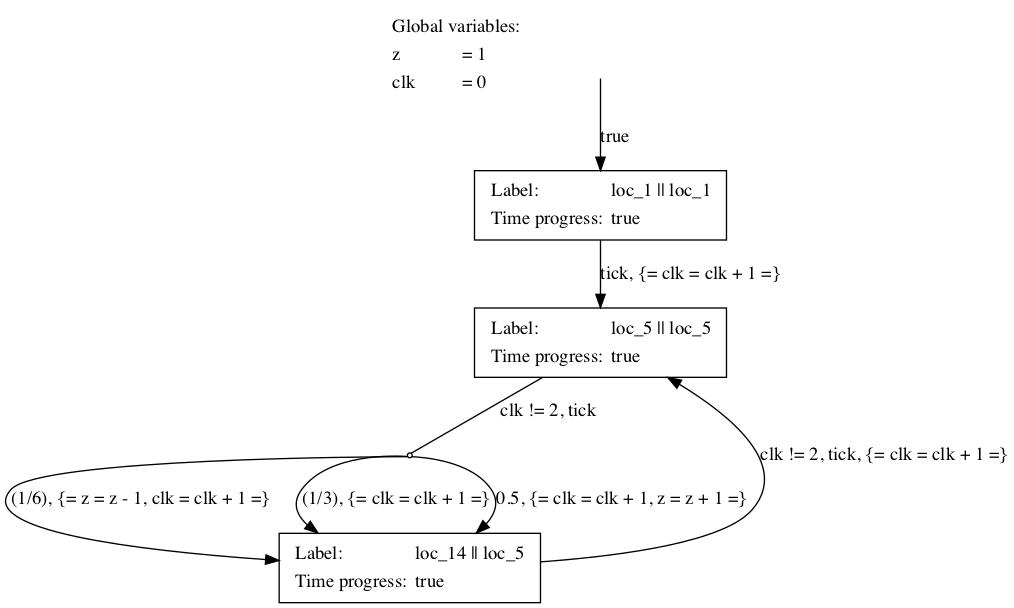 Global variables:
z = 1
clk = 0
true
Label: loc_1 || loc_1
Time progress: true
tick, {= clk = clk + 1 =}
Label: loc_5 || loc_5
Time progress: true
clk != 2, tick
clk != 2, tick, {= clk = clk + 1 =}
(1/6), {= z = z - 1, clk = clk + 1 =}
(1/3), {= clk = clk + 1 =}
0.5, {= clk = clk + 1, z = z + 1 =}
Label: loc_14 || loc_5
Time progress: true